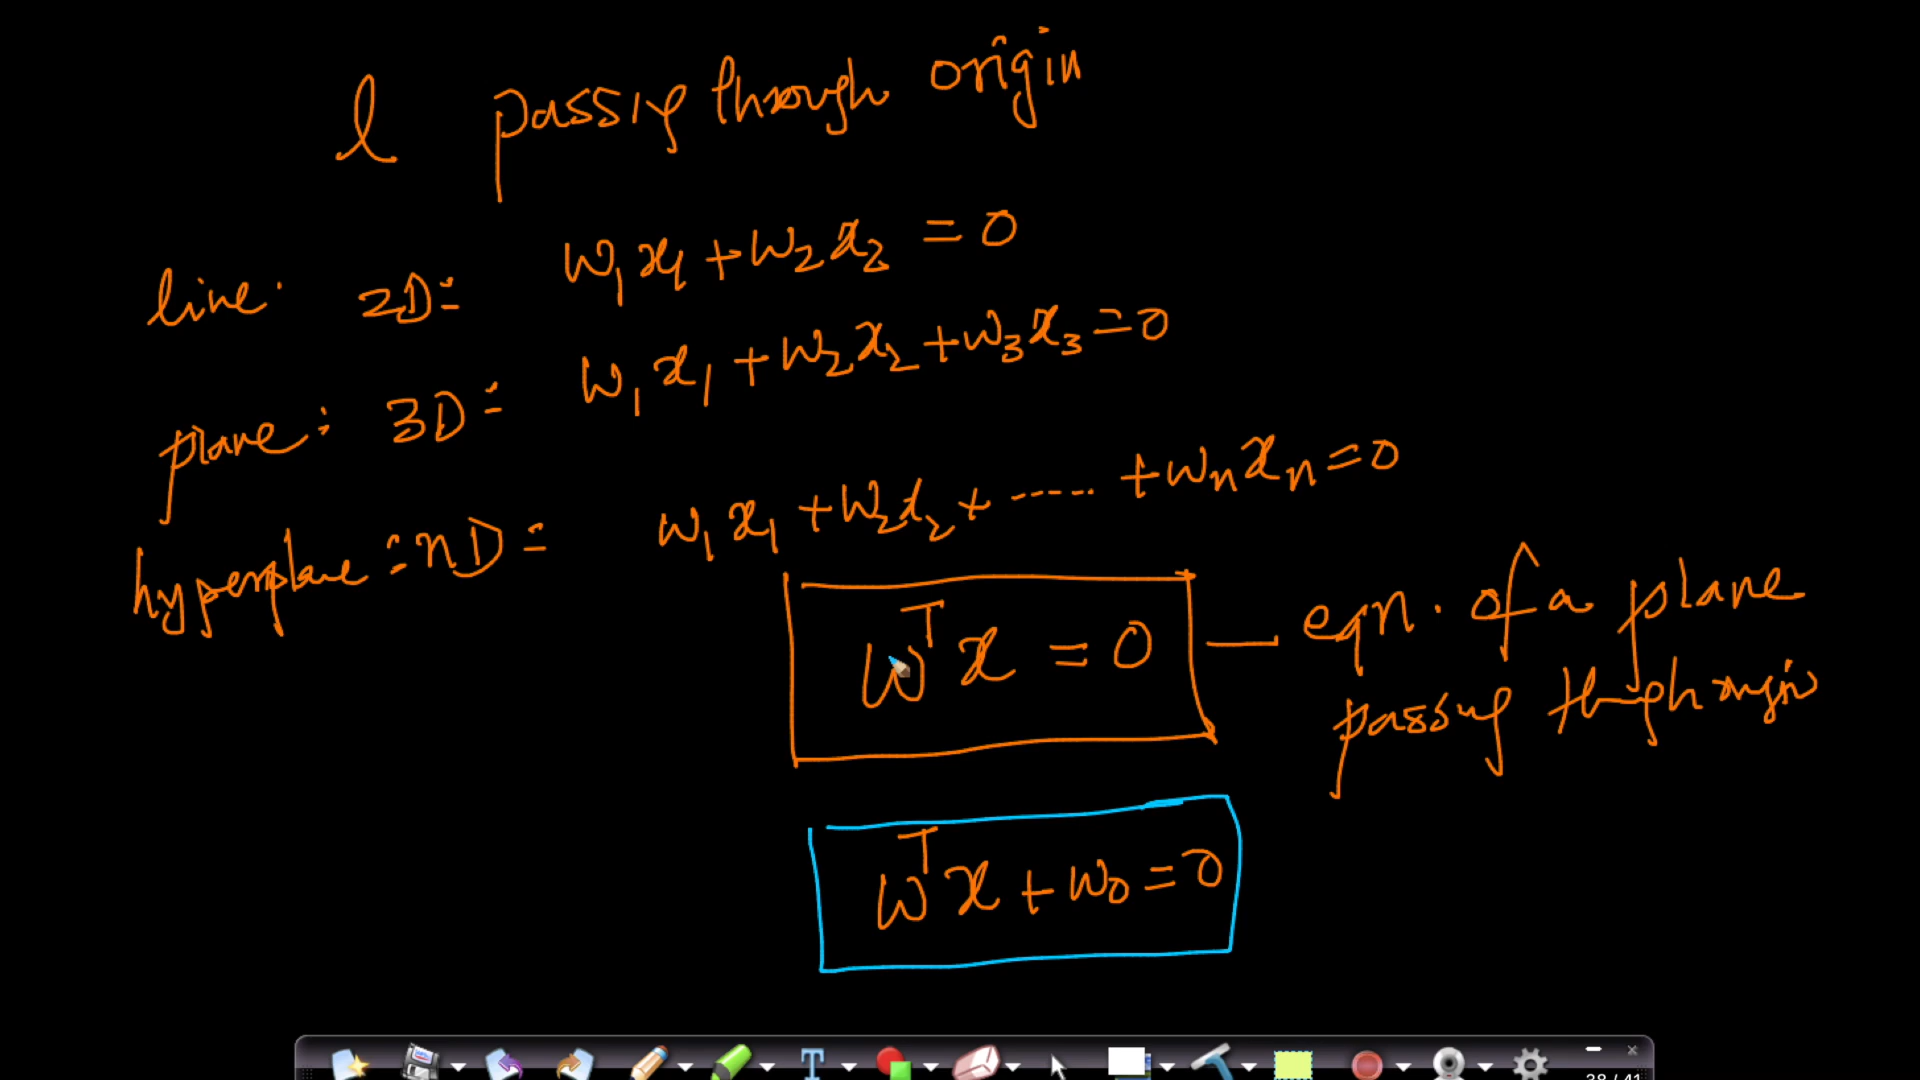 l passing through origin
line: 2D: w₁x₁ + w₂x₂ = 0
plane: 3D: w₁x₁ + w₂x₂ + w₃x₃ = 0
hyperplane: nD: w₁x₁ + w₂x₂ + ...... + wₙxₙ = 0
wᵀx = 0 — eqn. of a plane
passing through origin
wᵀx + w₀ = 0